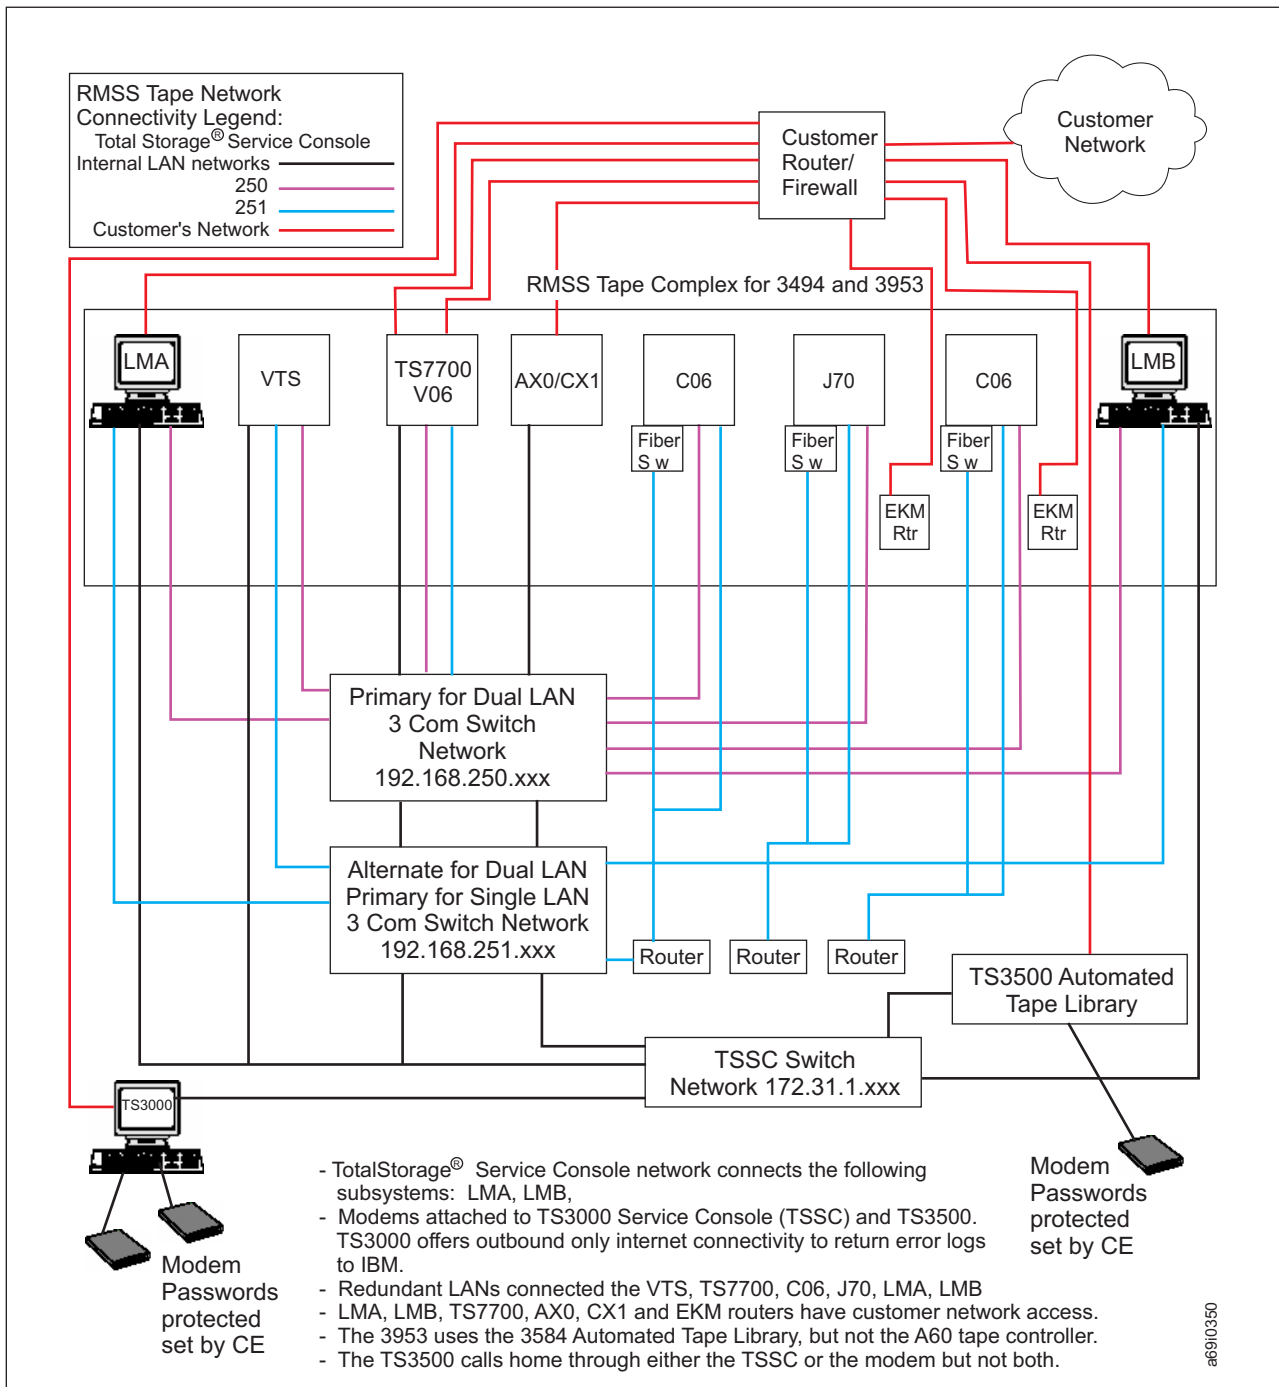 RMSS Tape Network
Connectivity Legend:
Total Storage® Service Console
Internal LAN networks
250
251
Customer's Network
Customer
Router/
Firewall
Customer
Network
RMSS Tape Complex for 3494 and 3953
LMA
VTS
TS7700
V06
AX0/CX1
C06
J70
C06
LMB
Fiber
S w
Fiber
S w
Fiber
S w
EKM
Rtr
EKM
Rtr
Primary for Dual LAN
3 Com Switch
Network
192.168.250.xxx
Alternate for Dual LAN
Primary for Single LAN
3 Com Switch Network
192.168.251.xxx
Router
Router
Router
TS3500 Automated
Tape Library
TSSC Switch
Network 172.31.1.xxx
TS3000
Modem
Passwords
protected
set by CE
- TotalStorage® Service Console network connects the following
subsystems: LMA, LMB,
- Modems attached to TS3000 Service Console (TSSC) and TS3500.
TS3000 offers outbound only internet connectivity to return error logs
to IBM.
- Redundant LANs connected the VTS, TS7700, C06, J70, LMA, LMB
- LMA, LMB, TS7700, AX0, CX1 and EKM routers have customer network access.
- The 3953 uses the 3584 Automated Tape Library, but not the A60 tape controller.
- The TS3500 calls home through either the TSSC or the modem but not both.
Modem
Passwords
protected
set by CE
a69i0350